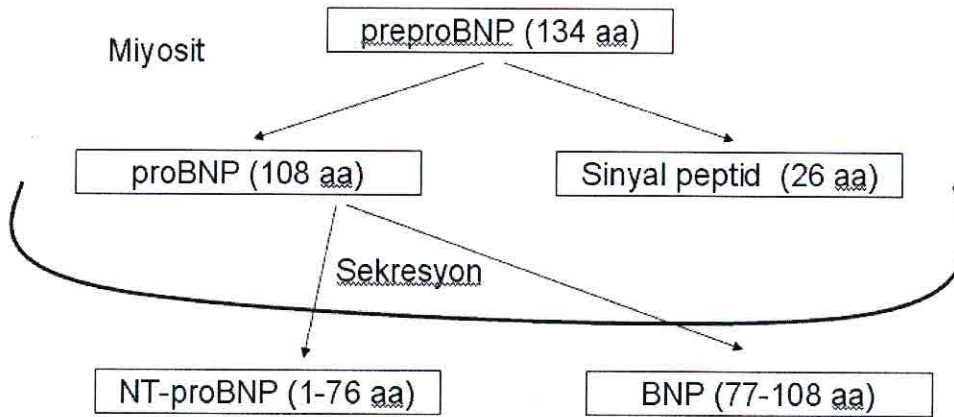 preproBNP (134 aa)
Miyosit
proBNP (108 aa)
Sinyal peptid (26 aa)
Sekresyon
NT-proBNP (1-76 aa)
BNP (77-108 aa)